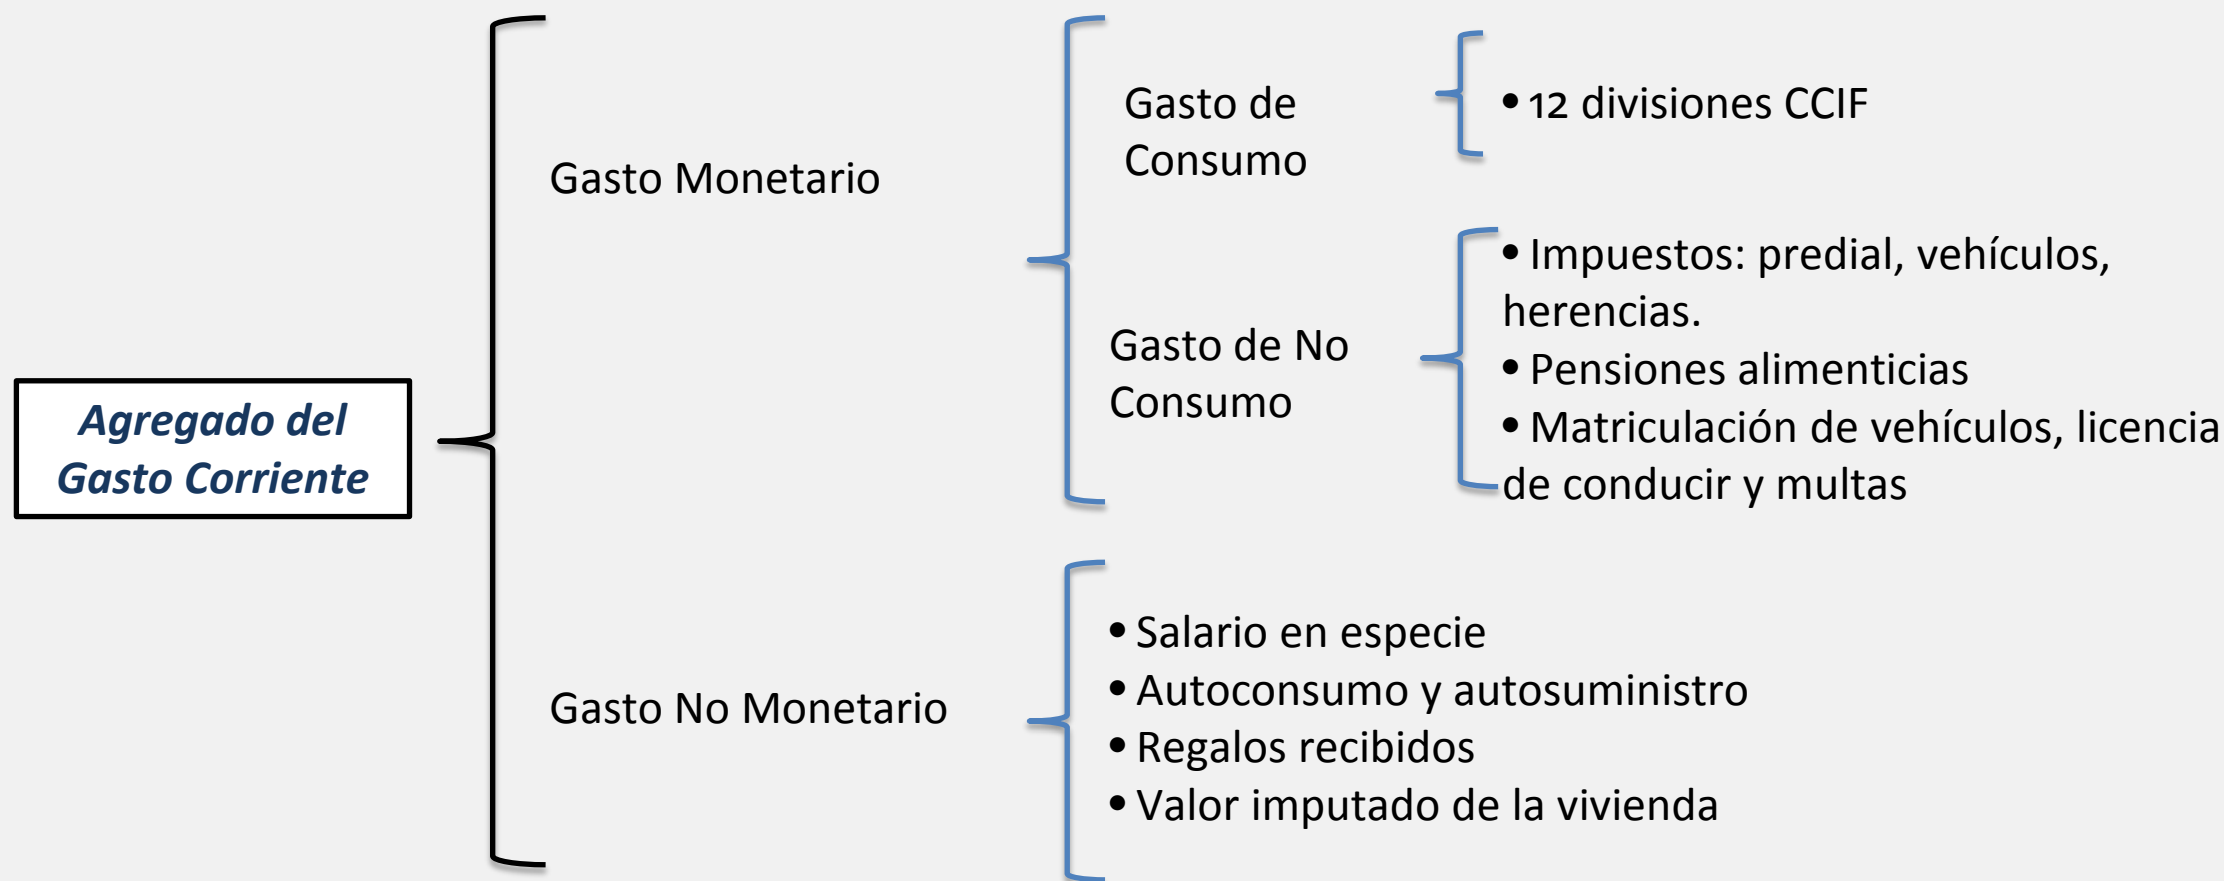 Agregado del
Gasto Corriente
Gasto Monetario
Gasto de
Consumo
• 12 divisiones CCIF
Gasto de No
Consumo
• Impuestos: predial, vehículos,
herencias.
• Pensiones alimenticias
• Matriculación de vehículos, licencia
de conducir y multas
Gasto No Monetario
• Salario en especie
• Autoconsumo y autosuministro
• Regalos recibidos
• Valor imputado de la vivienda